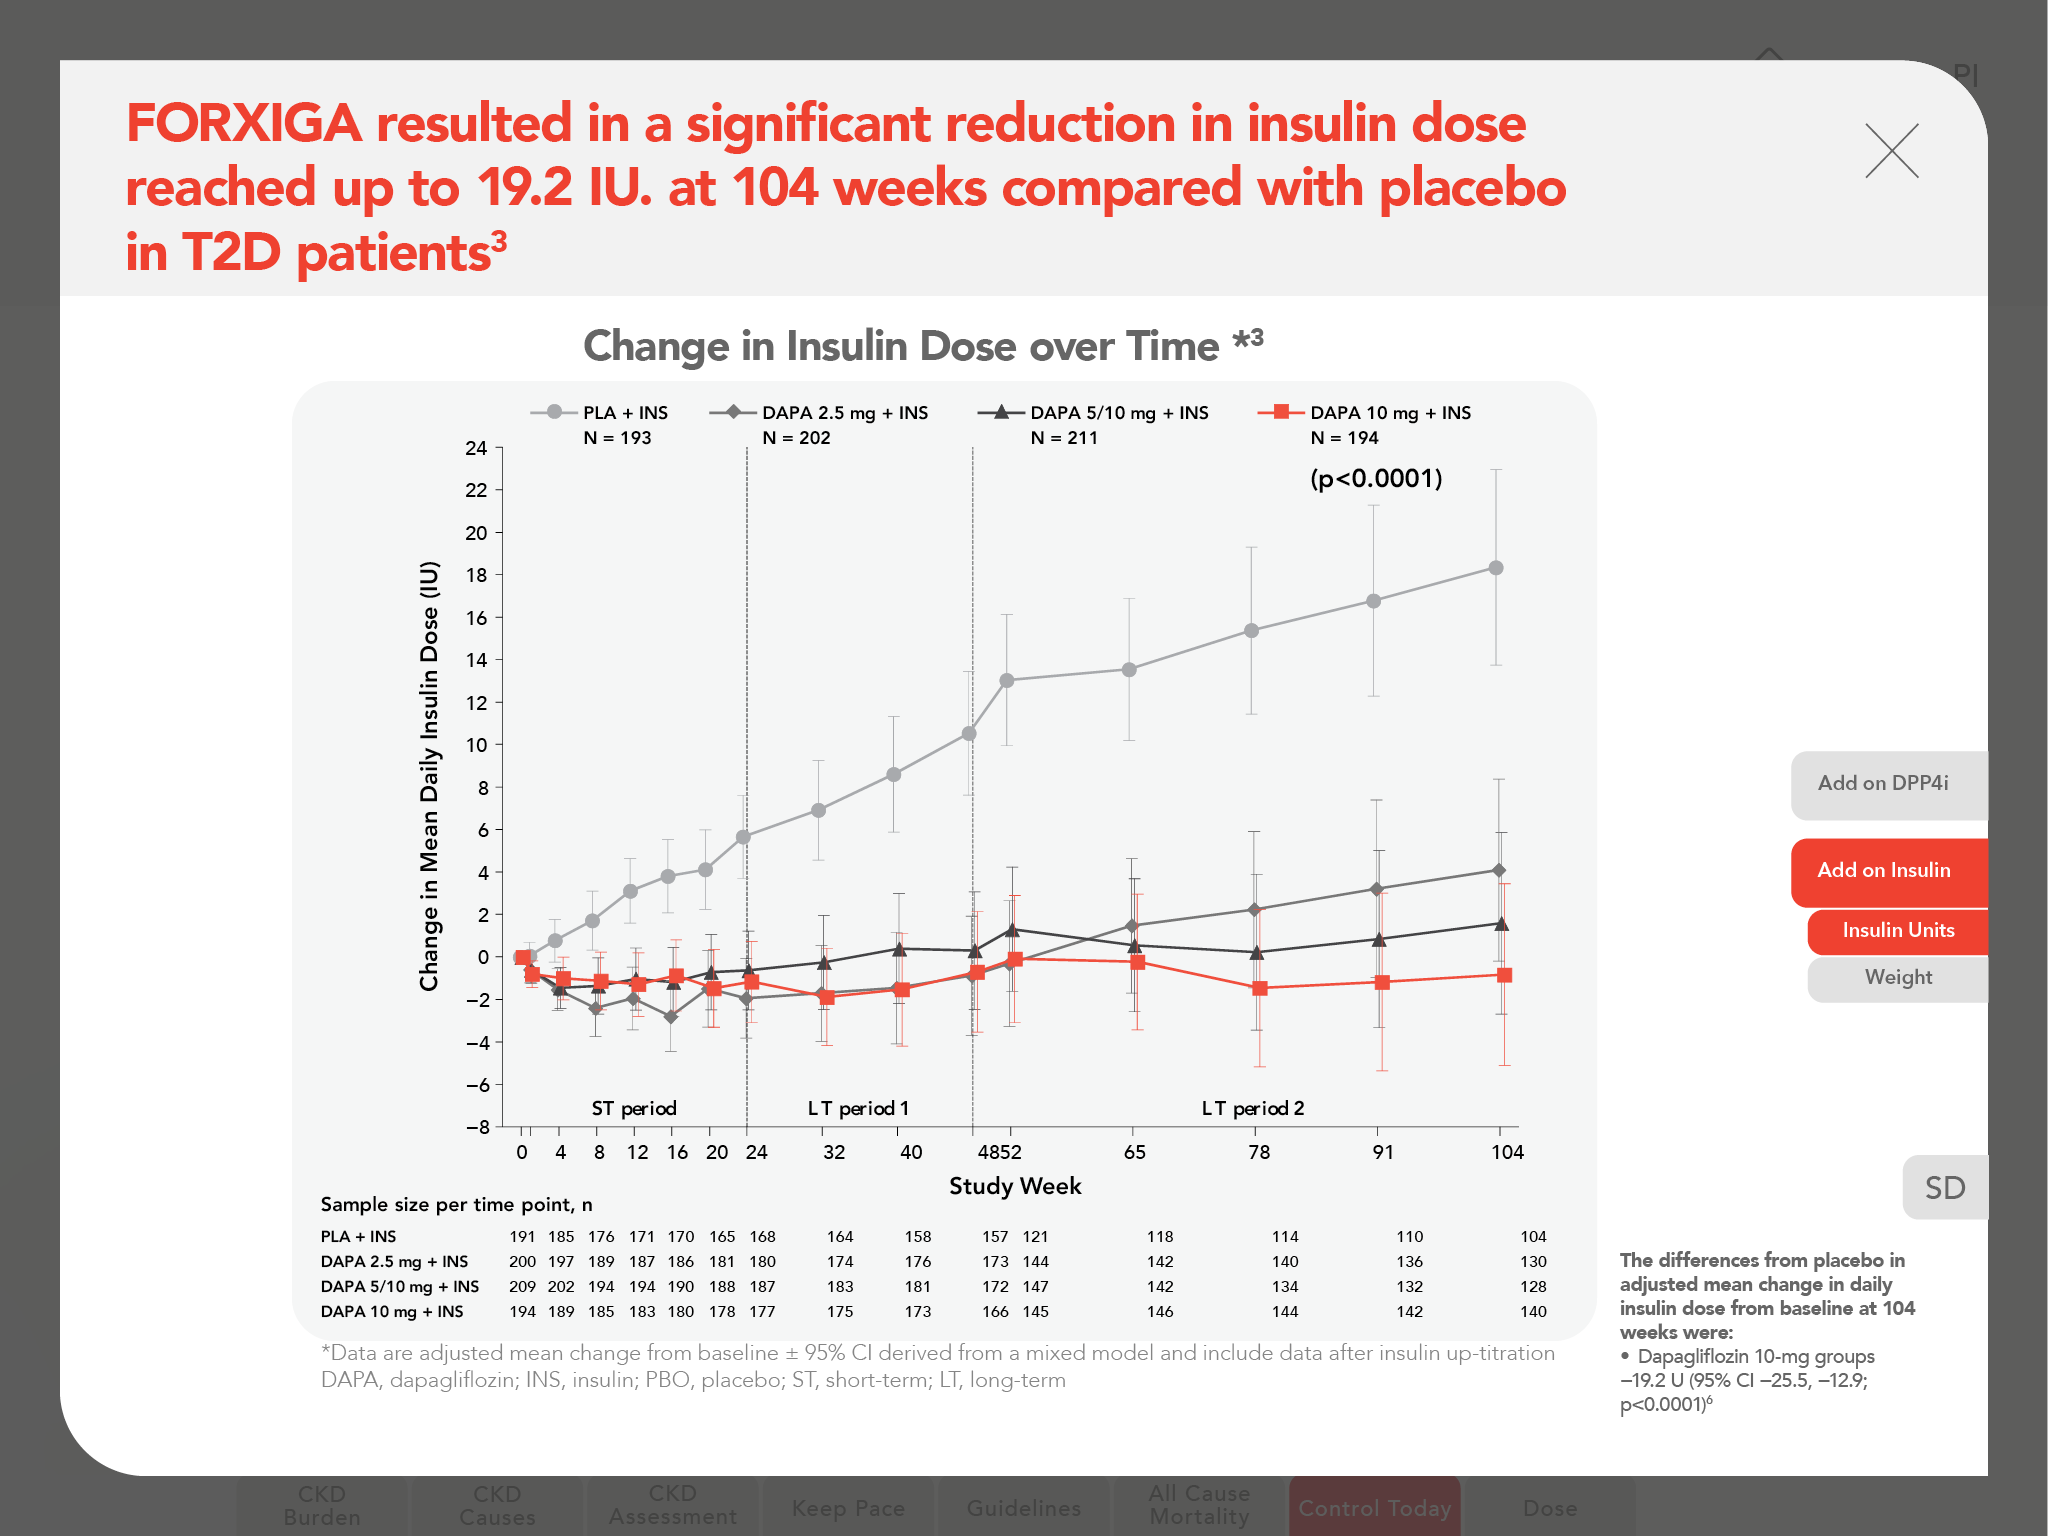 PI
FORXIGA resulted in a significant reduction in insulin dose
reached up to 19.2 IU. at 104 weeks compared with placebo
in T2D patients³
Change in Insulin Dose over Time *³
PLA + INS
N = 193
DAPA 2.5 mg + INS
N = 202
DAPA 5/10 mg + INS
N = 211
DAPA 10 mg + INS
N = 194
(p<0.0001)
Change in Mean Daily Insulin Dose (IU)
24
22
20
18
16
14
12
10
8
6
4
2
0
−2
−4
−6
−8
ST period
LT period 1
LT period 2
0 4 8 12 16 20 24 32 40 4852 65 78 91 104
Study Week
Sample size per time point, n
PLA + INS 191 185 176 171 170 165 168 164 158 157 121 118 114 110 104
DAPA 2.5 mg + INS 200 197 189 187 186 181 180 174 176 173 144 142 140 136 130
DAPA 5/10 mg + INS 209 202 194 194 190 188 187 183 181 172 147 142 134 132 128
DAPA 10 mg + INS 194 189 185 183 180 178 177 175 173 166 145 146 144 142 140
*Data are adjusted mean change from baseline ± 95% CI derived from a mixed model and include data after insulin up-titration
DAPA, dapagliflozin; INS, insulin; PBO, placebo; ST, short-term; LT, long-term
Add on DPP4i
Add on Insulin
Insulin Units
Weight
SD
The differences from placebo in
adjusted mean change in daily
insulin dose from baseline at 104
weeks were:
• Dapagliflozin 10-mg groups
−19.2 U (95% CI −25.5, −12.9;
p<0.0001)⁶
CKD
Burden
CKD
Causes
CKD
Assessment
Keep Pace
Guidelines
All Cause
Mortality
Control Today
Dose